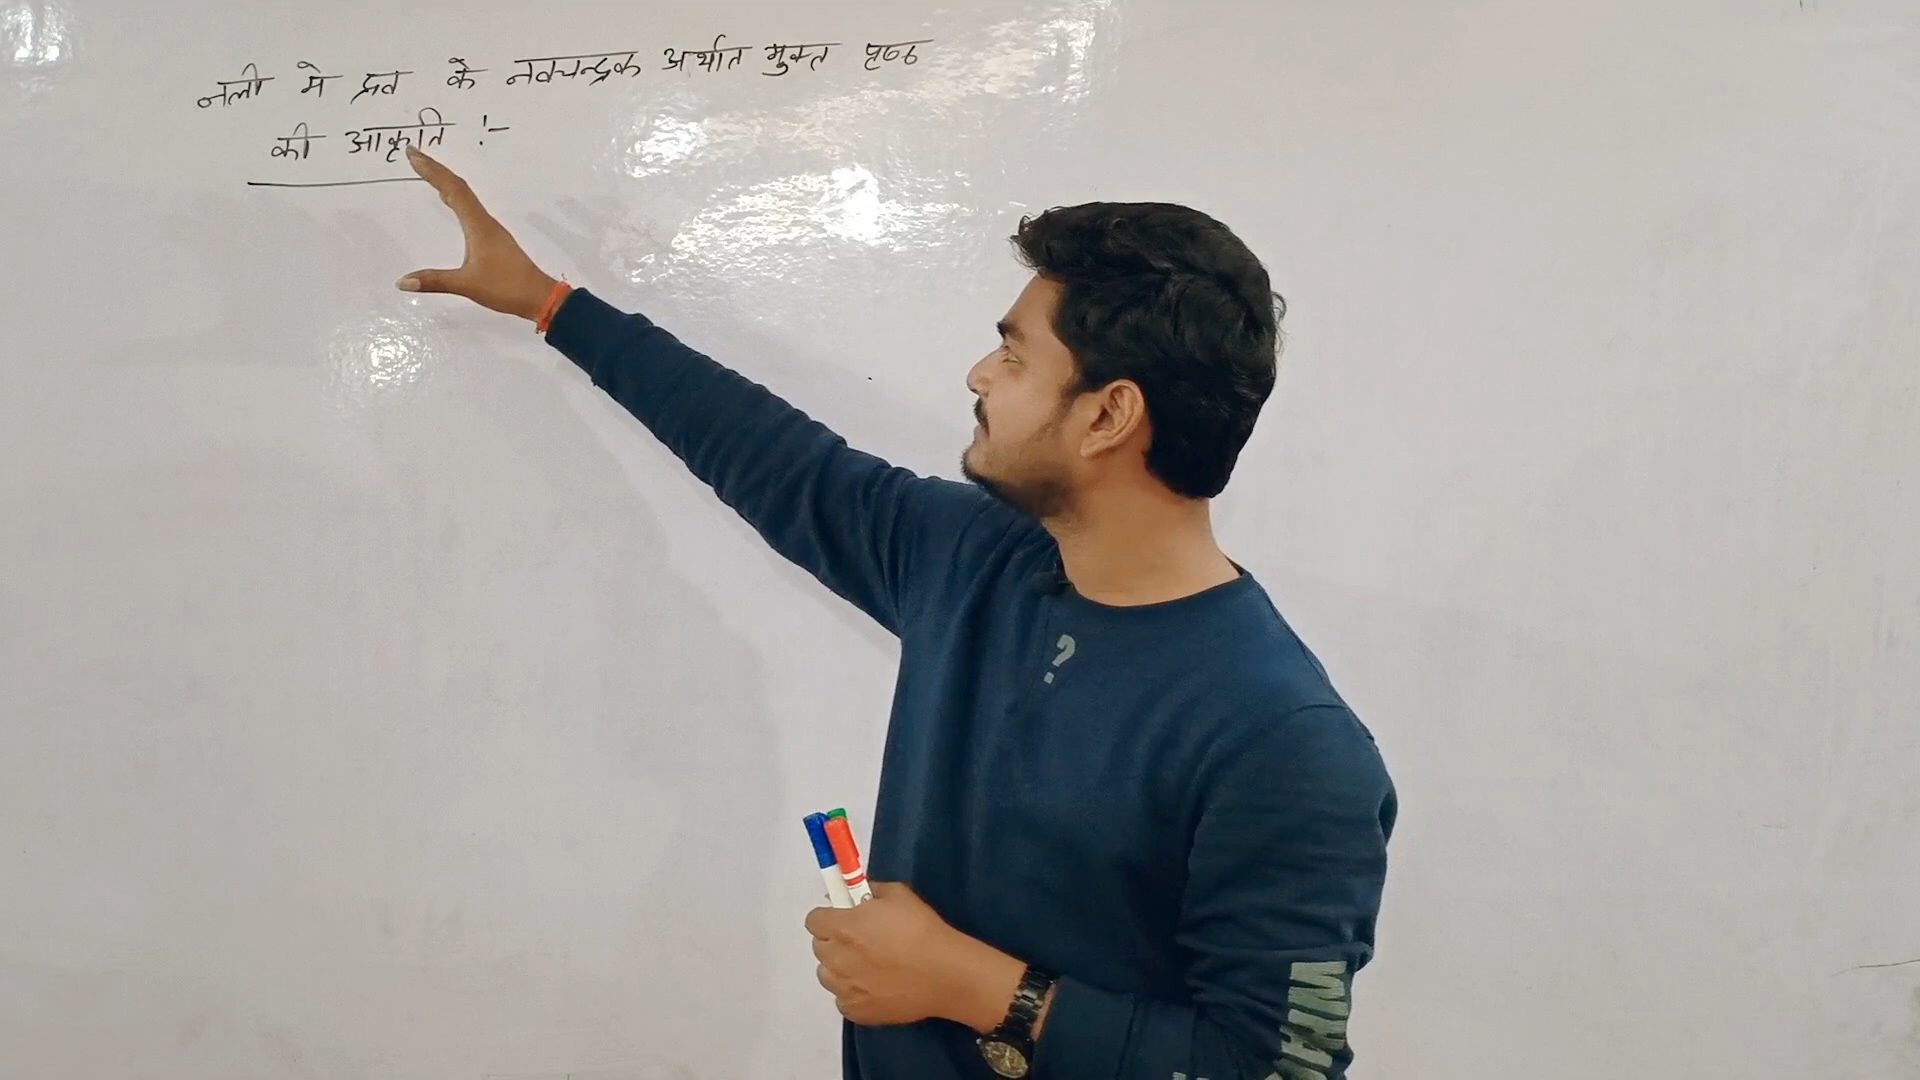 नली मे द्रव के नवचन्द्रक अर्थात मुक्त पृष्ठ
की आकृति :-
?